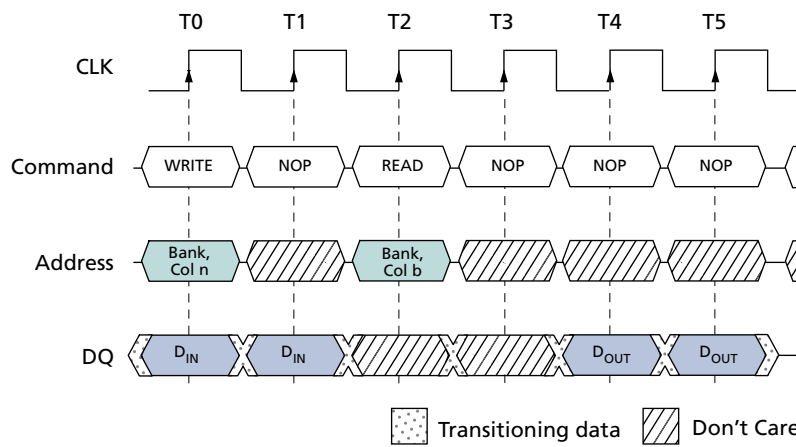 T0 T1 T2 T3 T4 T5
CLK
Command WRITE NOP READ NOP NOP NOP
Address Bank, Col n Bank, Col b
DQ DIN DIN DOUT DOUT
Transitioning data Don't Care